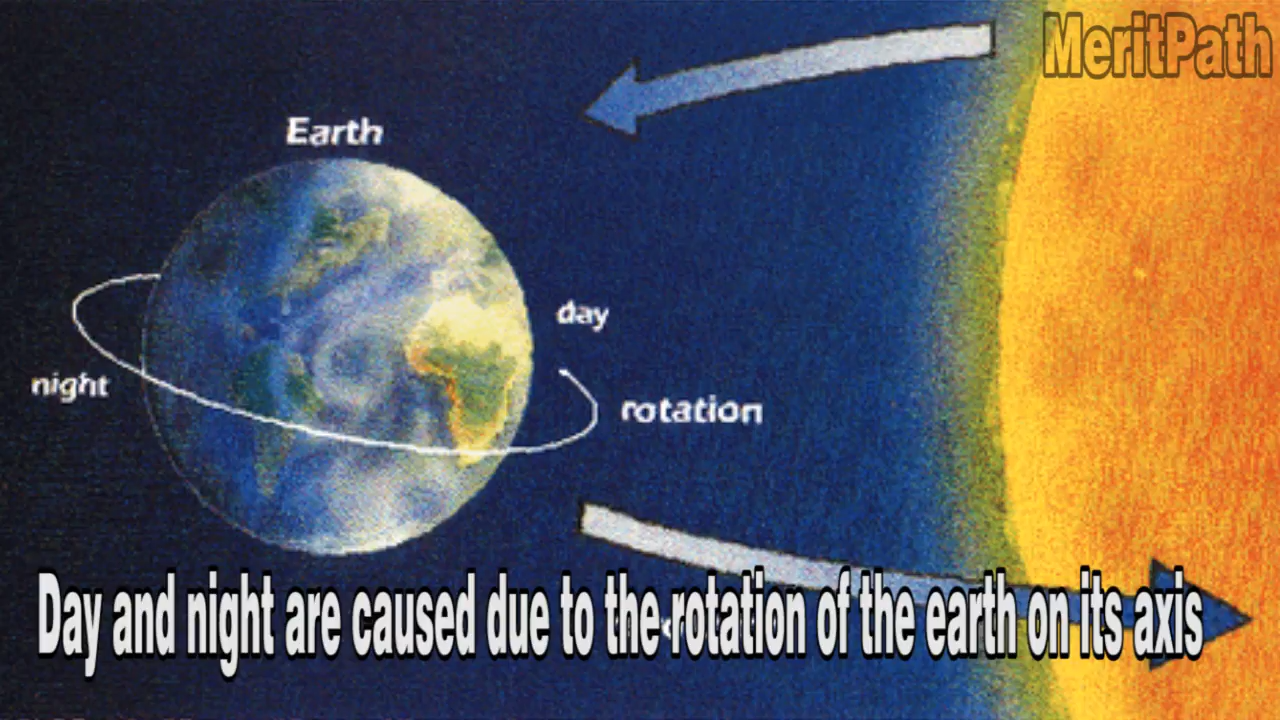 MeritPath
Earth
day
night
rotation
Day and night are caused due to the rotation of the earth on its axis